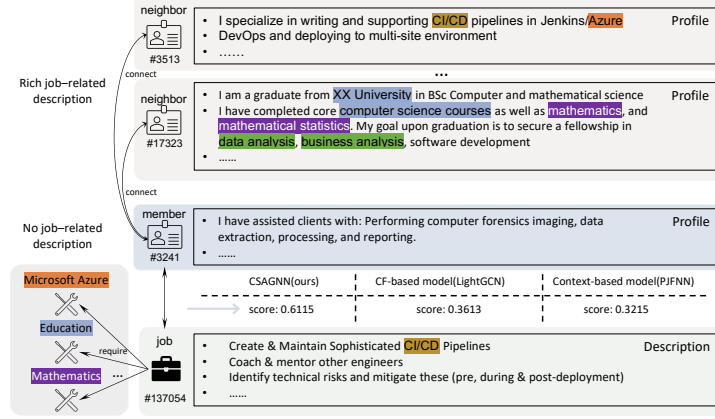 neighbor
#3513
• I specialize in writing and supporting CI/CD pipelines in Jenkins/Azure
Profile
• DevOps and deploying to multi-site environment
• ……
...
connect
Rich job–related
description
neighbor
#17323
• I am a graduate from XX University in BSc Computer and mathematical science
Profile
• I have completed core computer science courses as well as mathematics, and
mathematical statistics. My goal upon graduation is to secure a fellowship in
data analysis, business analysis, software development
• ……
connect
No job–related
description
member
#3241
• I have assisted clients with: Performing computer forensics imaging, data
Profile
extraction, processing, and reporting.
• ……
CSAGNN(ours)
CF-based model(LightGCN)
Context-based model(PJFNN)
score: 0.6115
score: 0.3613
score: 0.3215
Microsoft Azure
Education
Mathematics
...
require
job
#137054
• Create & Maintain Sophisticated CI/CD Pipelines
Description
• Coach & mentor other engineers
• Identify technical risks and mitigate these (pre, during & post-deployment)
• ……